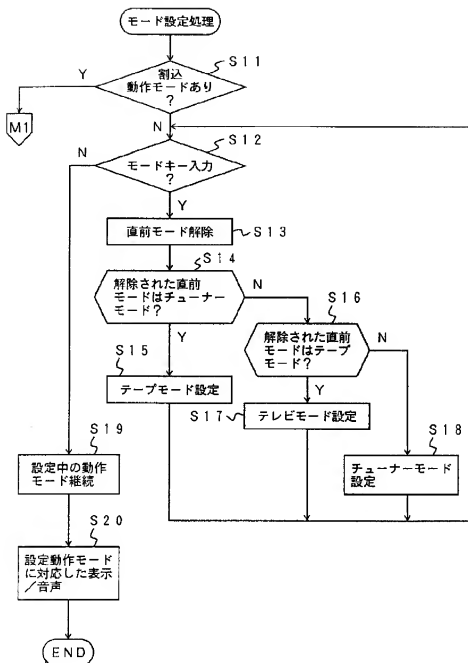 モード設定処理
S11
割込
動作モードあり
?
Y
M1
N
S12
モードキー入力
?
N
Y
直前モード解除
S13
S14
解除された直前
モードはチューナー
モード?
N
Y
S16
解除された直前
モードはテープ
モード?
N
Y
S15
テープモード設定
S17
テレビモード設定
S18
チューナーモード
設定
S19
設定中の動作
モード継続
S20
設定動作モード
に対応した表示
/音声
END